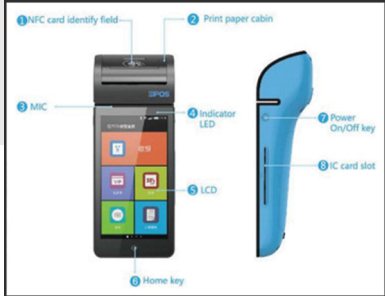 ①NFC card identify field
② Print paper cabin
POS
③ MIC
④ Indicator
LED
⑦ Power
On/Off key
⑧ IC card slot
⑤ LCD
⑥ Home key